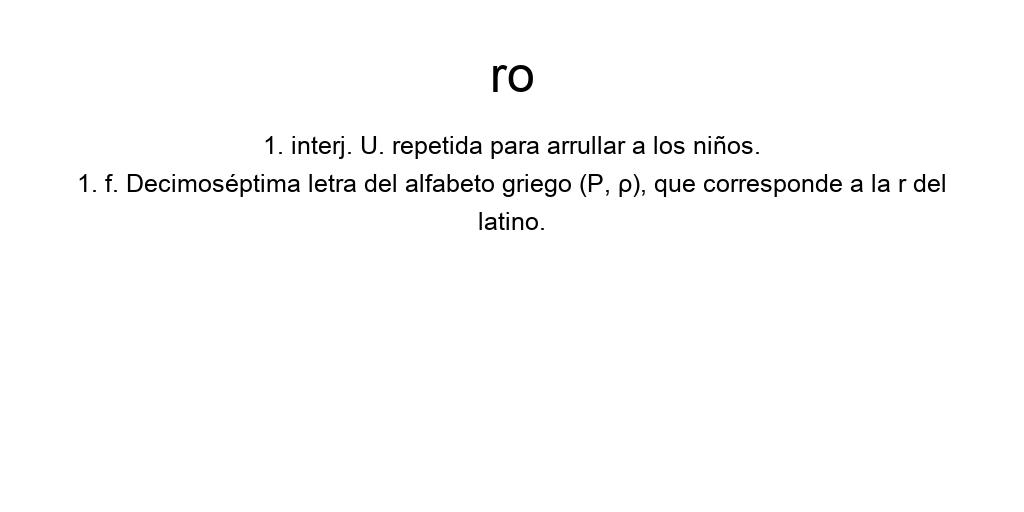 ro
1. interj. U. repetida para arrullar a los niños.
1. f. Decimoséptima letra del alfabeto griego (Ρ, ρ), que corresponde a la r del
latino.